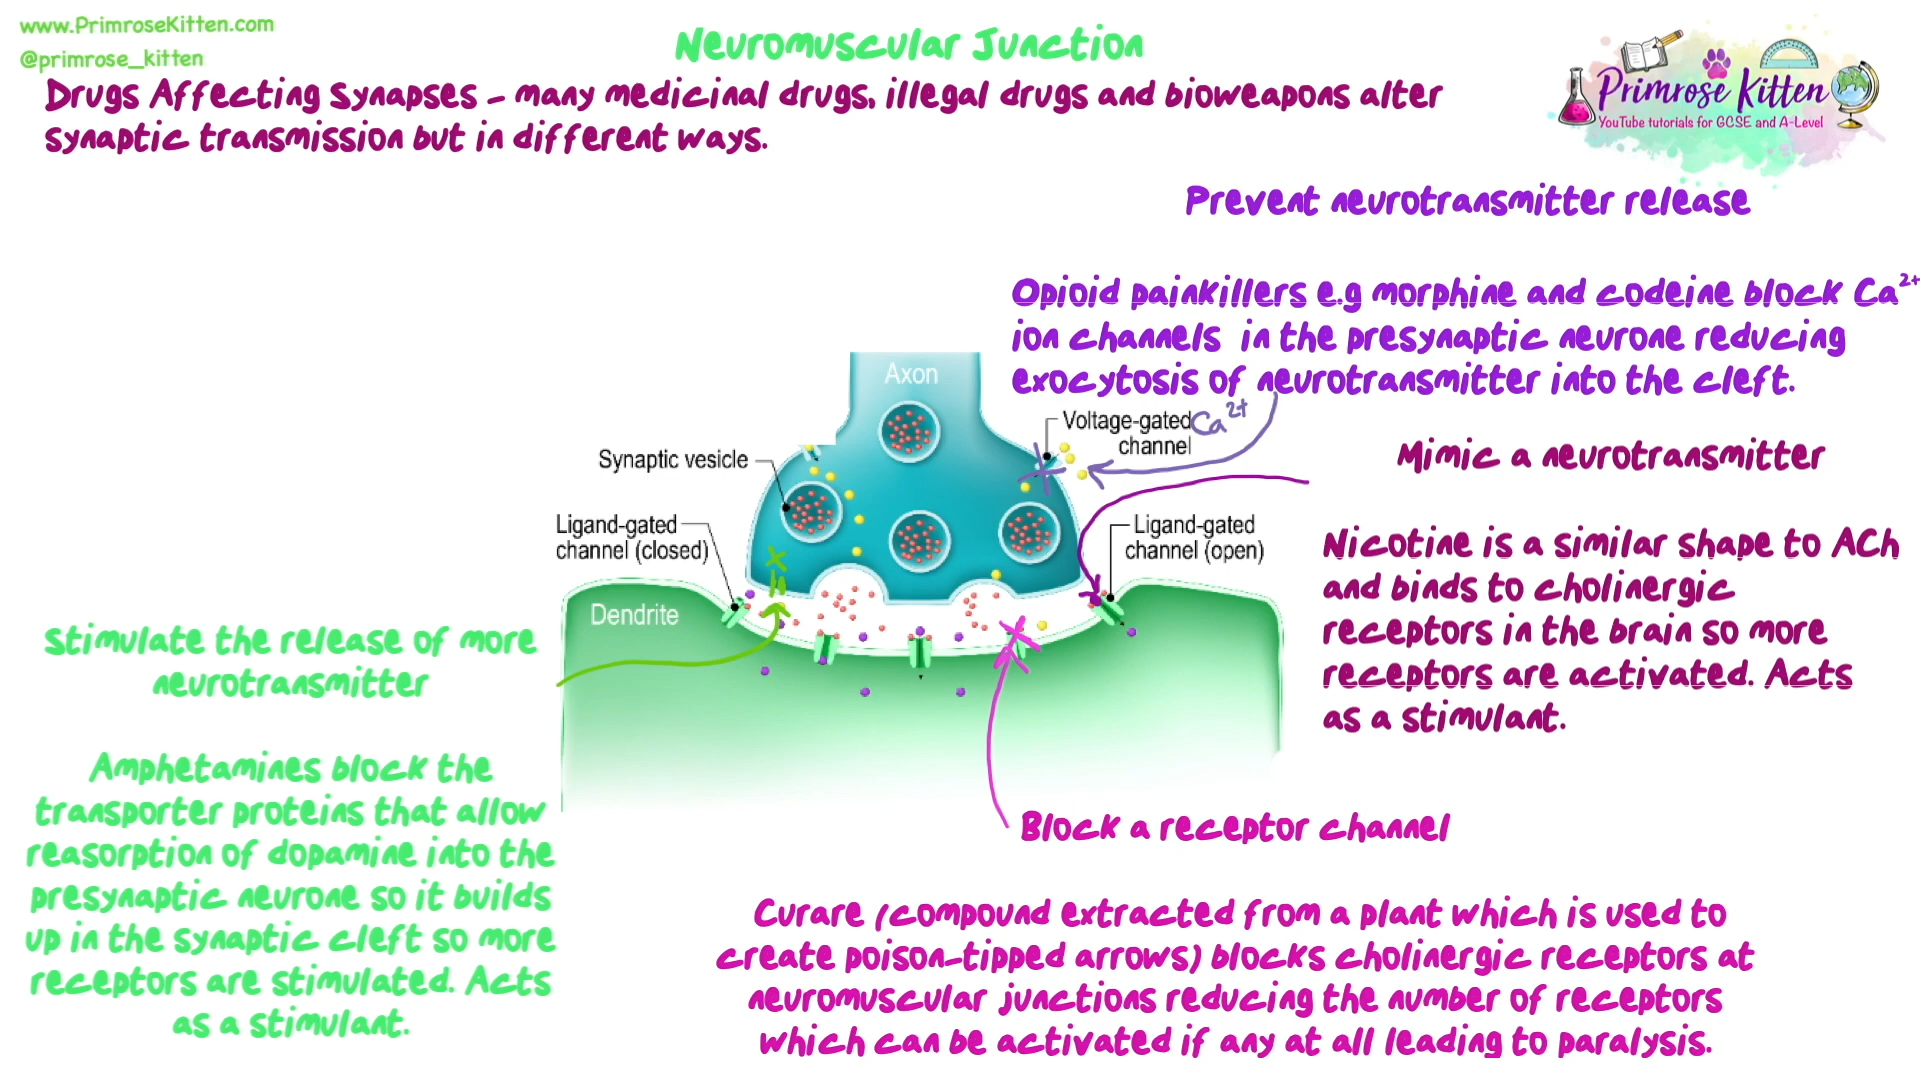 www.PrimroseKitten.com
@primrose_kitten
Neuromuscular Junction
Primrose Kitten
YouTube tutorials for GCSE and A-Level
Drugs Affecting Synapses - many medicinal drugs, illegal drugs and bioweapons alter
synaptic transmission but in different ways.
Prevent neurotransmitter release
Opioid painkillers e.g morphine and codeine block Ca²⁺
ion channels in the presynaptic neurone reducing
exocytosis of neurotransmitter into the cleft.
Axon
Voltage-gated Ca²⁺
channel
Synaptic vesicle
Ligand-gated
channel (closed)
Ligand-gated
channel (open)
Dendrite
Mimic a neurotransmitter
Nicotine is a similar shape to ACh
and binds to cholinergic
receptors in the brain so more
receptors are activated. Acts
as a stimulant.
Stimulate the release of more
neurotransmitter
Amphetamines block the
transporter proteins that allow
reasorption of dopamine into the
presynaptic neurone so it builds
up in the synaptic cleft so more
receptors are stimulated. Acts
as a stimulant.
Block a receptor channel
Curare (compound extracted from a plant which is used to
create poison-tipped arrows) blocks cholinergic receptors at
neuromuscular junctions reducing the number of receptors
which can be activated if any at all leading to paralysis.